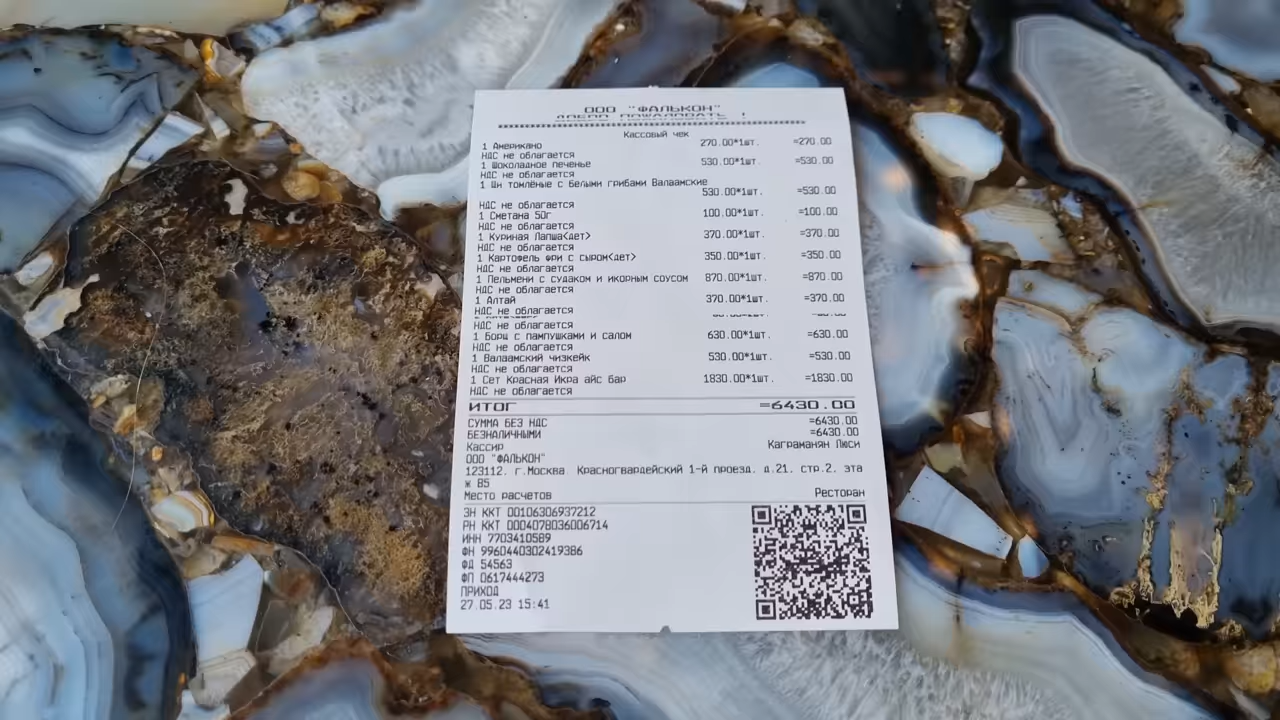 ООО "ФАЛЬКОН"
ДОБРО ПОЖАЛОВАТЬ !
Кассовый чек
1 Американо 270.00*1шт. =270.00
НДС не облагается
1 Шоколадное печенье 530.00*1шт. =530.00
НДС не облагается
1 Щи томлёные с белыми грибами Валаамские
530.00*1шт. =530.00
НДС не облагается
1 Сметана 50г 100.00*1шт. =100.00
НДС не облагается
1 Куриная Лапша<дет> 370.00*1шт. =370.00
НДС не облагается
1 Картофель фри с сыром<дет> 350.00*1шт. =350.00
НДС не облагается
1 Пельмени с судаком и икорным соусом 870.00*1шт. =870.00
НДС не облагается
1 Алтай 370.00*1шт. =370.00
НДС не облагается
НДС не облагается
1 Борщ с пампушками и салом 630.00*1шт. =630.00
НДС не облагается
1 Валаамский чизкейк 530.00*1шт. =530.00
НДС не облагается
1 Сет Красная Икра айс бар 1830.00*1шт. =1830.00
НДС не облагается
ИТОГ =6430.00
СУММА БЕЗ НДС =6430.00
БЕЗНАЛИЧНЫМИ =6430.00
Кассир Каграманян Люси
ООО "ФАЛЬКОН"
123112, г.Москва, Красногвардейский 1-й проезд, д.21, стр.2, эта
ж 85
Место расчетов Ресторан
ЗН ККТ 00106306937212
РН ККТ 0004078036006714
ИНН 7703410589
ФН 9960440302419386
ФД 54563
ФП 0617444273
ПРИХОД
27.05.23 15:41